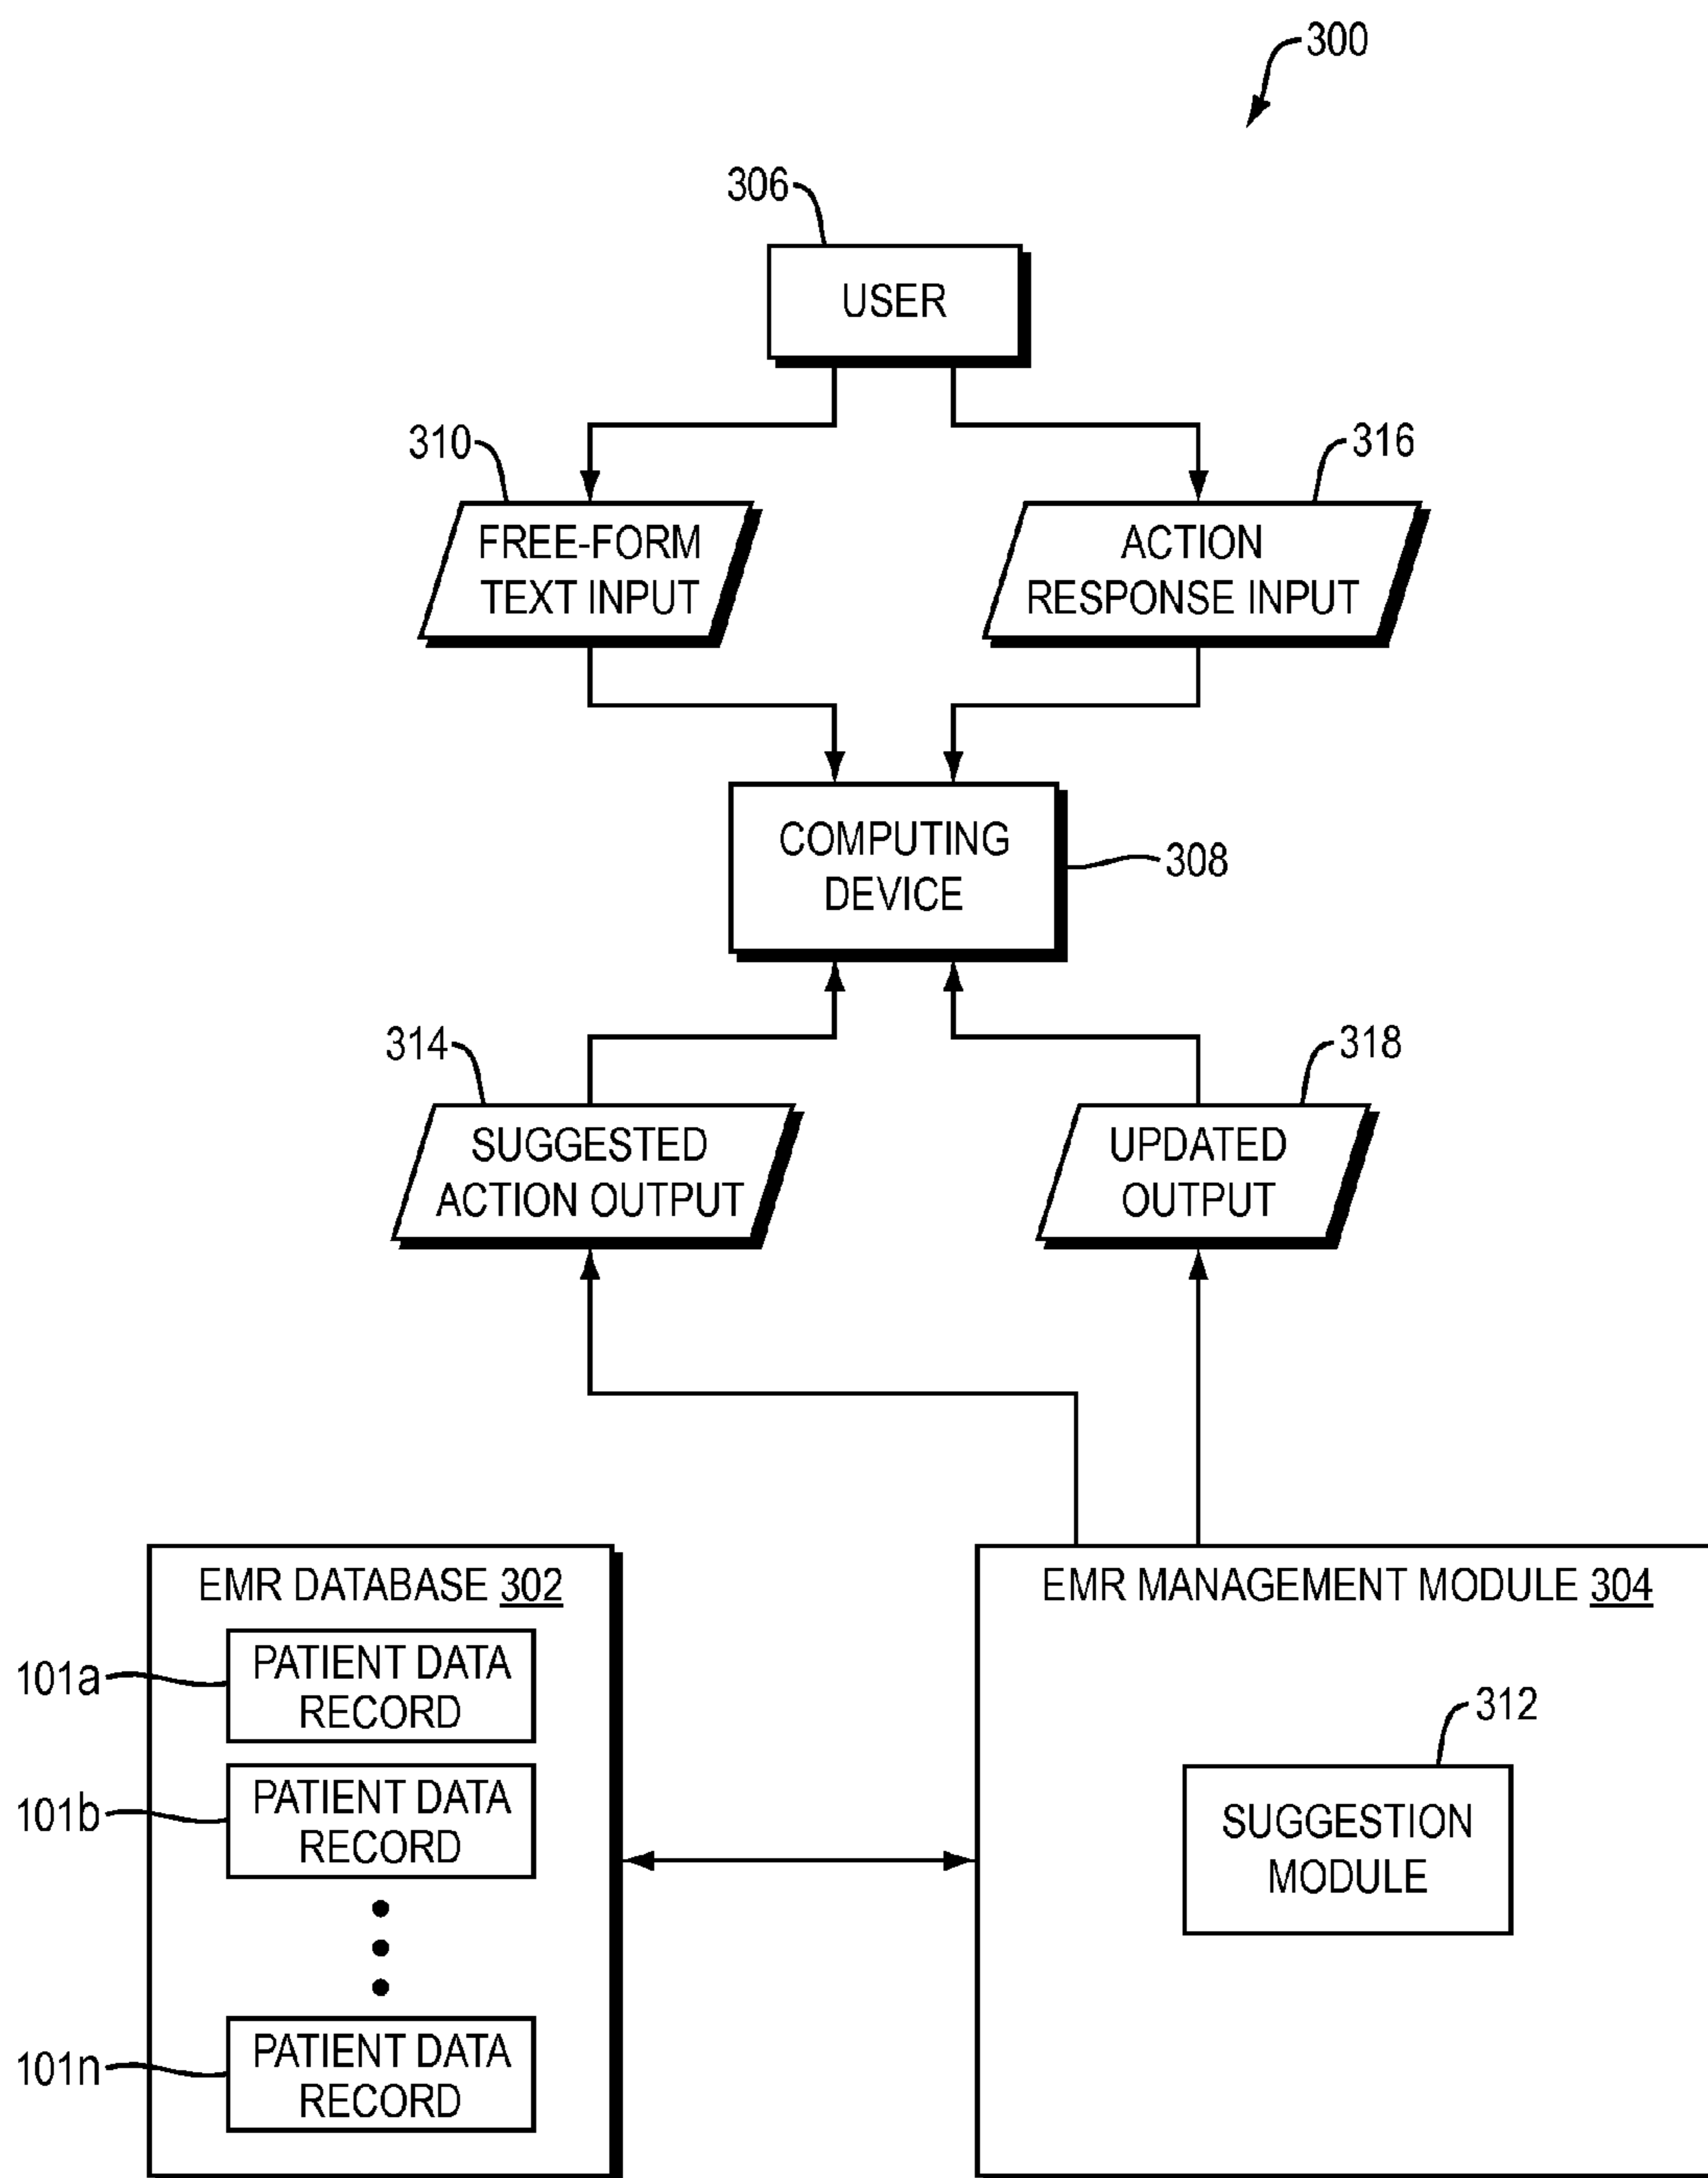 300
306
USER
310
316
FREE-FORM
TEXT INPUT
ACTION
RESPONSE INPUT
COMPUTING
DEVICE
308
314
318
SUGGESTED
ACTION OUTPUT
UPDATED
OUTPUT
EMR DATABASE 302
101a
PATIENT DATA
RECORD
101b
PATIENT DATA
RECORD
101n
PATIENT DATA
RECORD
EMR MANAGEMENT MODULE 304
312
SUGGESTION
MODULE